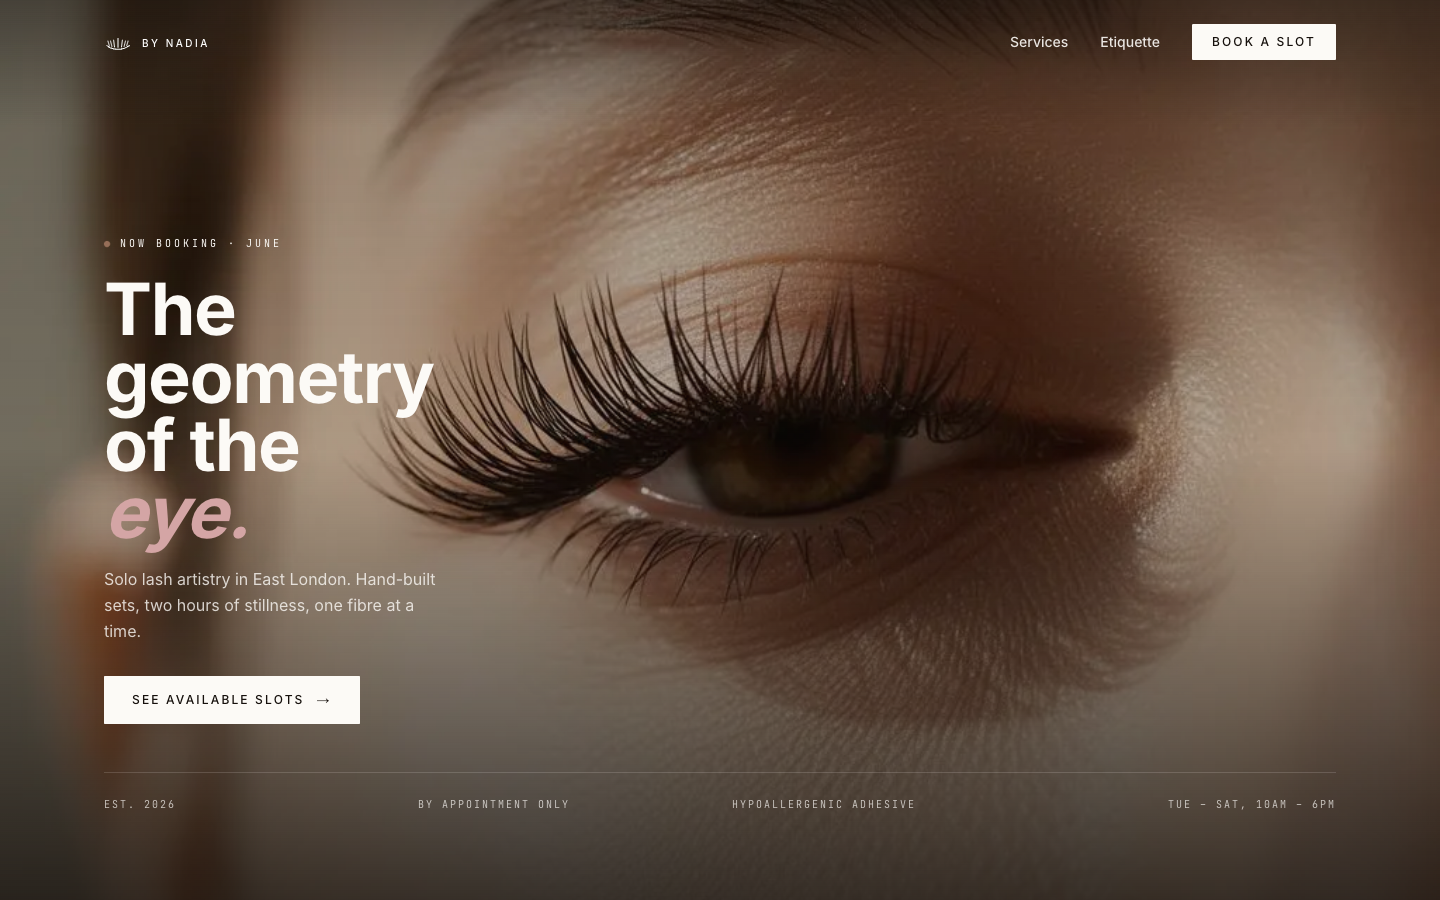 BY NADIA
Services
Etiquette
BOOK A SLOT
NOW BOOKING · JUNE
The
geometry
of the
eye.
Solo lash artistry in East London. Hand-built
sets, two hours of stillness, one fibre at a
time.
SEE AVAILABLE SLOTS →
EST. 2026
BY APPOINTMENT ONLY
HYPOALLERGENIC ADHESIVE
TUE – SAT, 10AM – 6PM